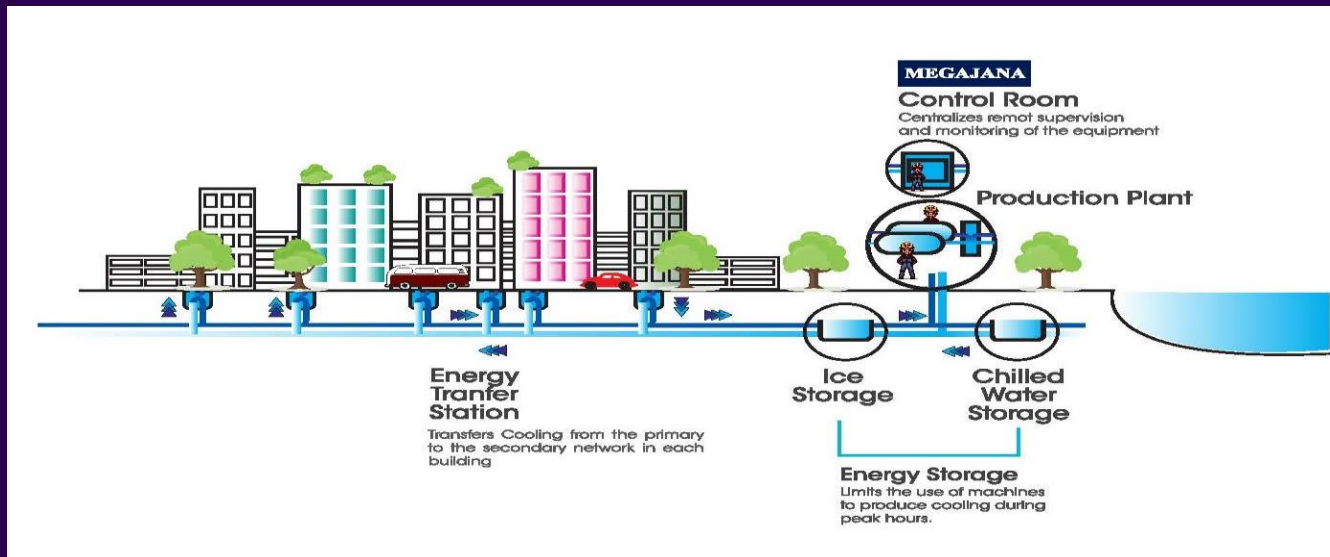 MEGAJANA
Control Room
Centralizes remot supervision
and monitoring of the equipment
Production Plant
Energy
Tranfer
Station
Transfers Cooling from the primary
to the secondary network in each
building
Ice
Storage
Chilled
Water
Storage
Energy Storage
Limits the use of machines
to produce cooling during
peak hours.